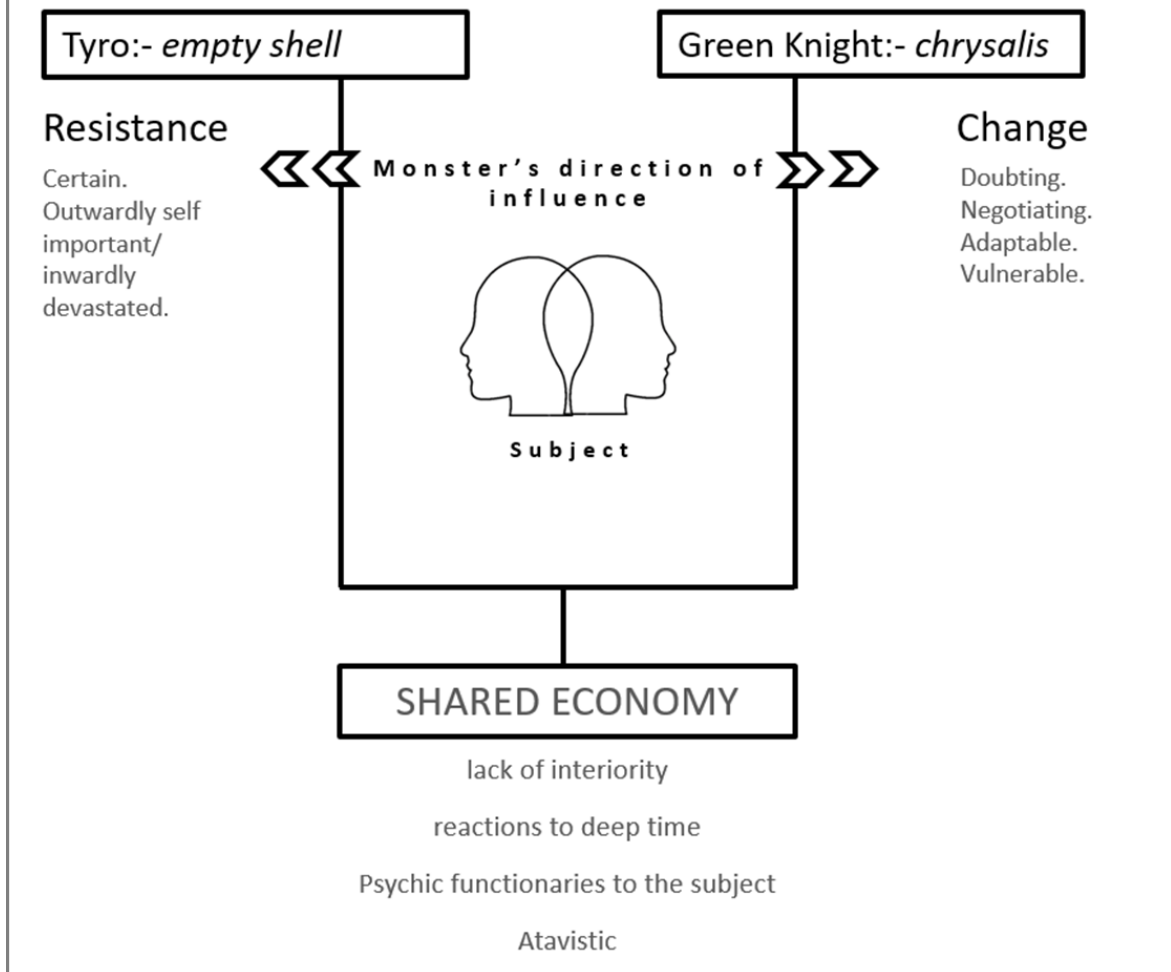 Tyro:- empty shell
Green Knight:- chrysalis
Resistance
Certain.
Outwardly self
important/
inwardly
devastated.
Monster’s direction of
influence
Change
Doubting.
Negotiating.
Adaptable.
Vulnerable.
Subject
SHARED ECONOMY
lack of interiority
reactions to deep time
Psychic functionaries to the subject
Atavistic